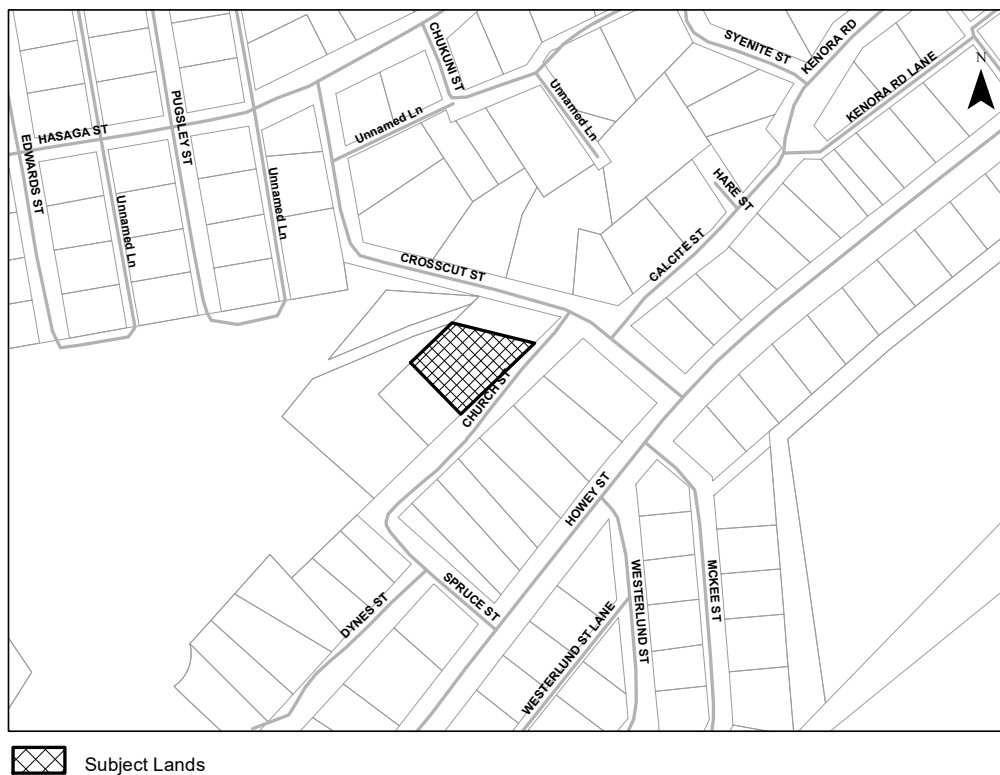 CHUKUNI ST
SYENITE ST
KENORA RD
KENORA RD LANE
N
HASAGA ST
PUGSLEY ST
EDWARDS ST
Unnamed Ln
Unnamed Ln
Unnamed Ln
Unnamed Ln
HARE ST
CALCITE ST
CROSSCUT ST
CHURCH ST
HOWEY ST
SPRUCE ST
DYNES ST
WESTERLUND ST LANE
WESTERLUND ST
MCKEE ST
Subject Lands